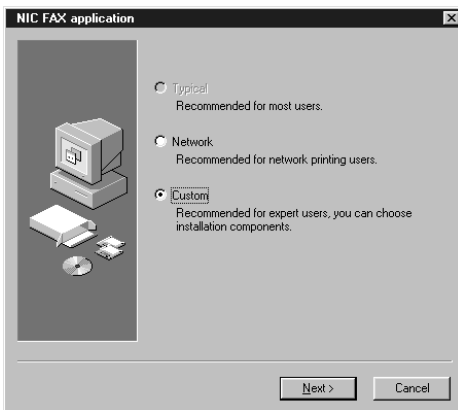 NIC FAX application
Typical
Recommended for most users.
Network
Recommended for network printing users.
Custom
Recommended for expert users, you can choose
installation components.
Next >
Cancel